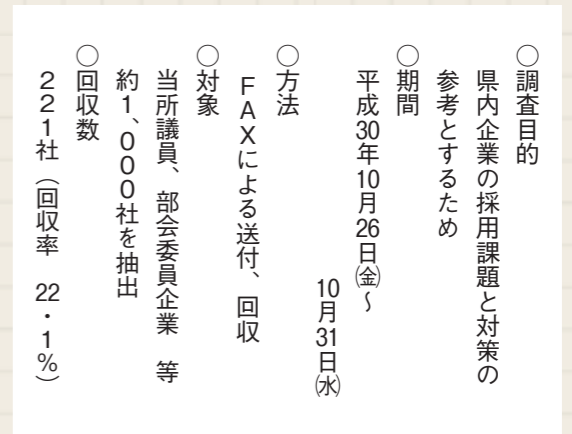 ○調査目的
県内企業の採用課題と対策の
参考とするため
○期間
平成30年10月26日㈮～
10月31日㈬
○方法
FAXによる送付、回収
○対象
当所議員、部会委員企業　等
約1、000社を抽出
○回収数
221社（回収率　22・1％）